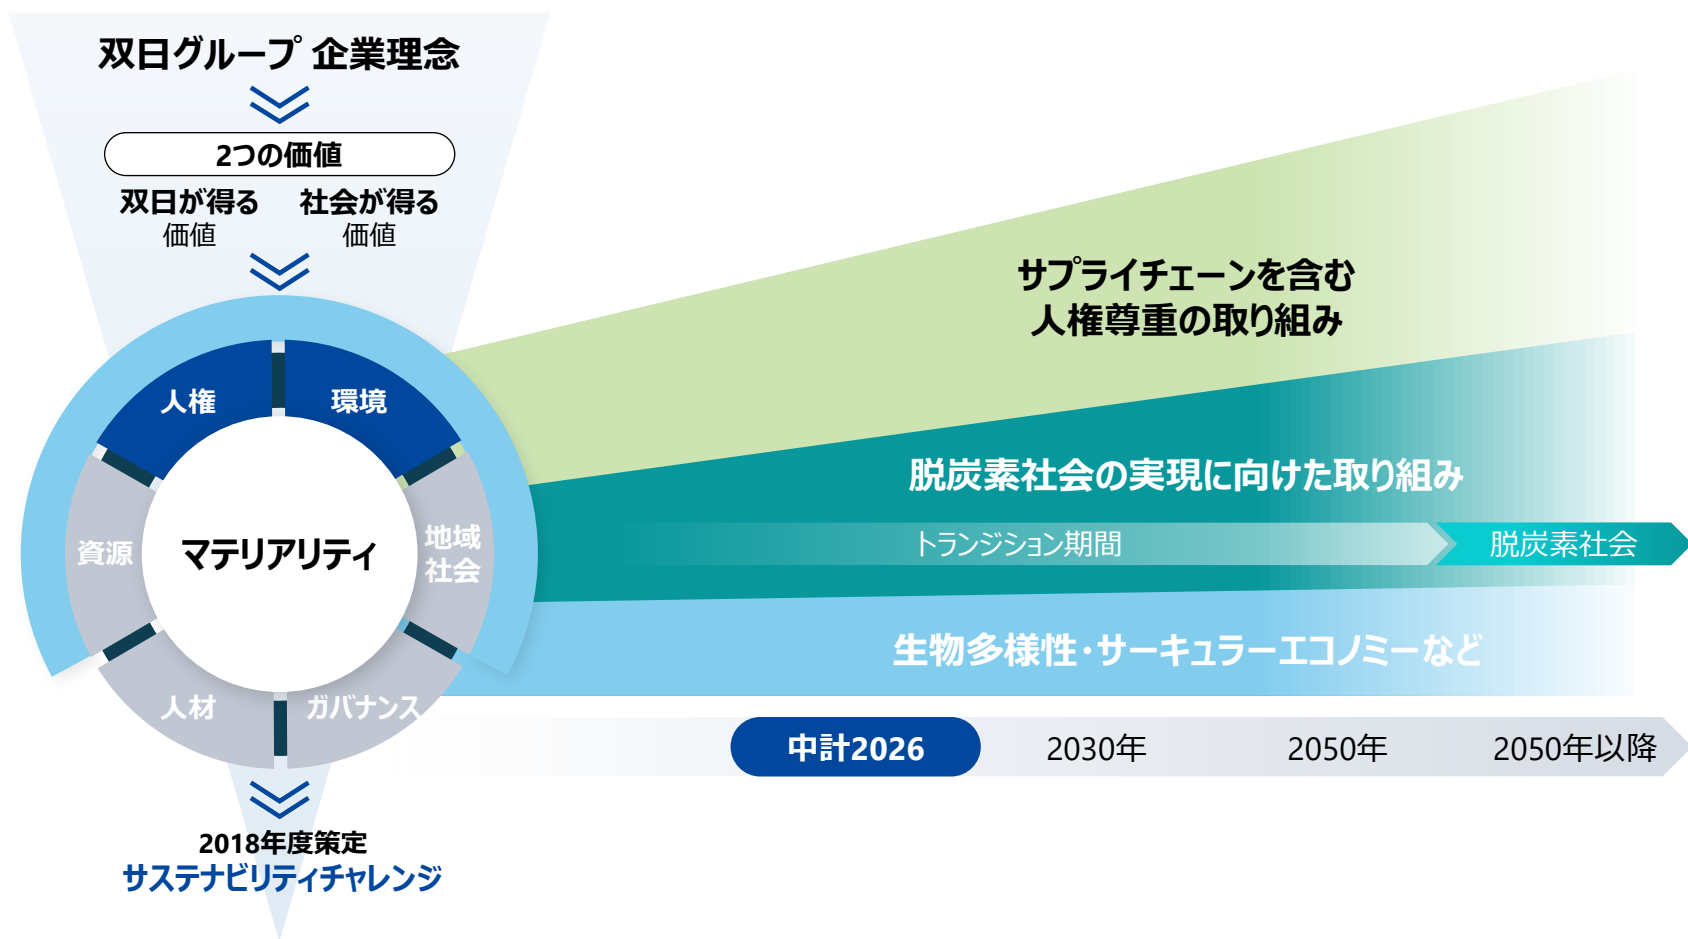 双日グループ 企業理念
2つの価値
双日が得る
価値
社会が得る
価値
人権
環境
資源
マテリアリティ
地域
社会
人材
ガバナンス
2018年度策定
サステナビリティチャレンジ
サプライチェーンを含む
人権尊重の取り組み
脱炭素社会の実現に向けた取り組み
トランジション期間
脱炭素社会
生物多様性・サーキュラーエコノミーなど
中計2026
2030年
2050年
2050年以降